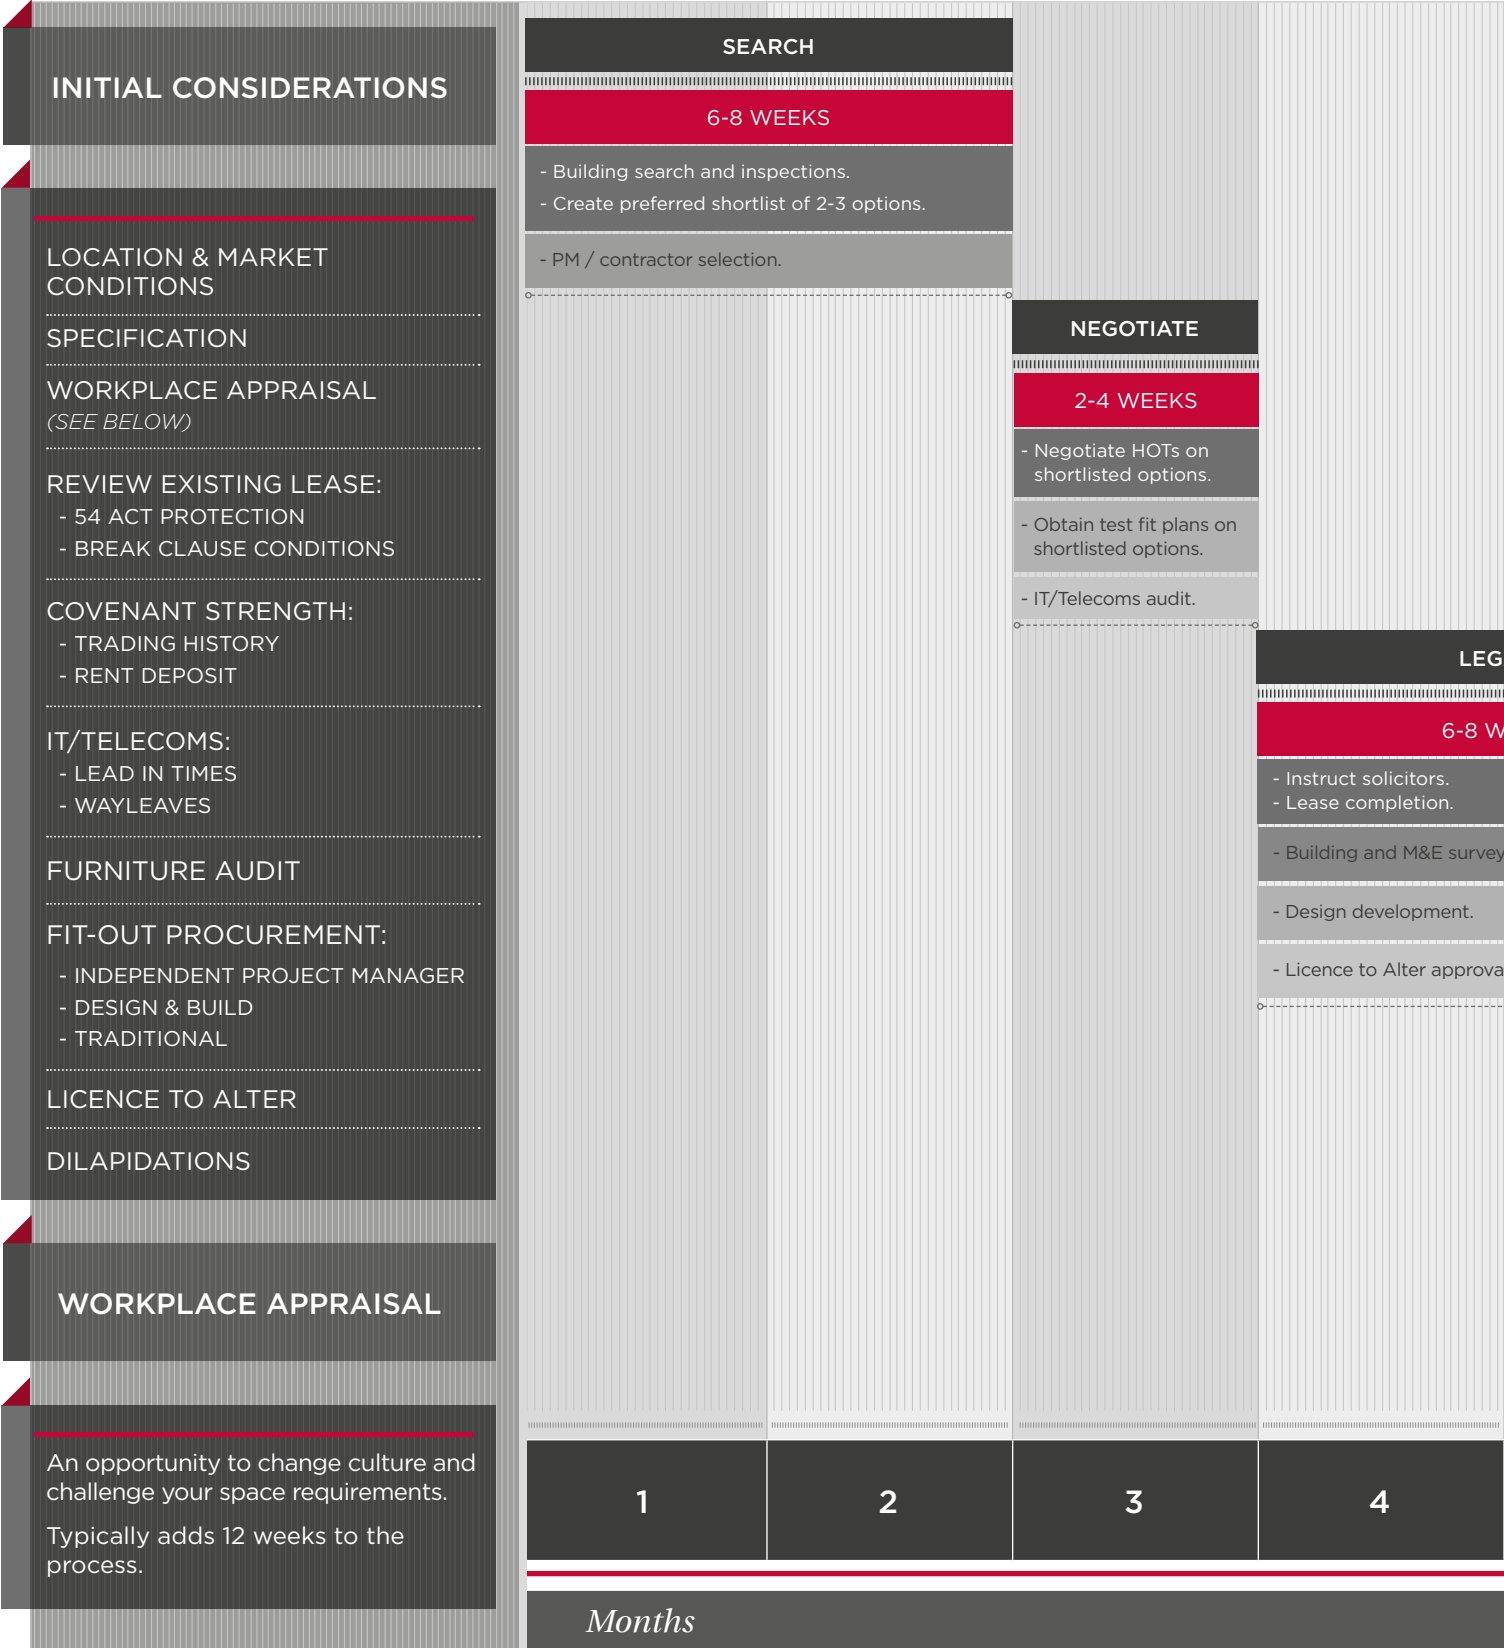 INITIAL CONSIDERATIONS
LOCATION & MARKET
CONDITIONS
SPECIFICATION
WORKPLACE APPRAISAL
(SEE BELOW)
REVIEW EXISTING LEASE:
- 54 ACT PROTECTION
- BREAK CLAUSE CONDITIONS
COVENANT STRENGTH:
- TRADING HISTORY
- RENT DEPOSIT
IT/TELECOMS:
- LEAD IN TIMES
- WAYLEAVES
FURNITURE AUDIT
FIT-OUT PROCUREMENT:
- INDEPENDENT PROJECT MANAGER
- DESIGN & BUILD
- TRADITIONAL
LICENCE TO ALTER
DILAPIDATIONS
WORKPLACE APPRAISAL
An opportunity to change culture and
challenge your space requirements.
Typically adds 12 weeks to the
process.
SEARCH
6-8 WEEKS
- Building search and inspections.
- Create preferred shortlist of 2-3 options.
- PM / contractor selection.
NEGOTIATE
2-4 WEEKS
- Negotiate HOTs on
shortlisted options.
- Obtain test fit plans on
shortlisted options.
- IT/Telecoms audit.
LEG
6-8 W
- Instruct solicitors.
- Lease completion.
- Building and M&E survey
- Design development.
- Licence to Alter approva
1
2
3
4
Months